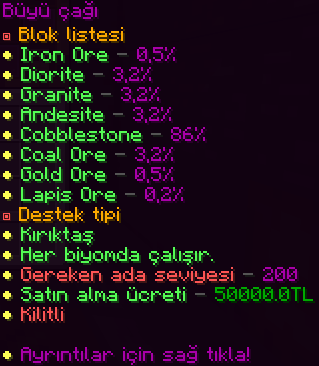 Büyü çağı
Blok listesi
Iron Ore - 0,5%
Diorite - 3,2%
Granite - 3,2%
Andesite - 3,2%
Cobblestone - 86%
Coal Ore - 3,2%
Gold Ore - 0,5%
Lapis Ore - 0,2%
Destek tipi
Kırıktaş
Her biyomda çalışır.
Gereken ada seviyesi - 200
Satın alma ücreti - 50000.0TL
Kilitli
Ayrıntılar için sağ tıkla!